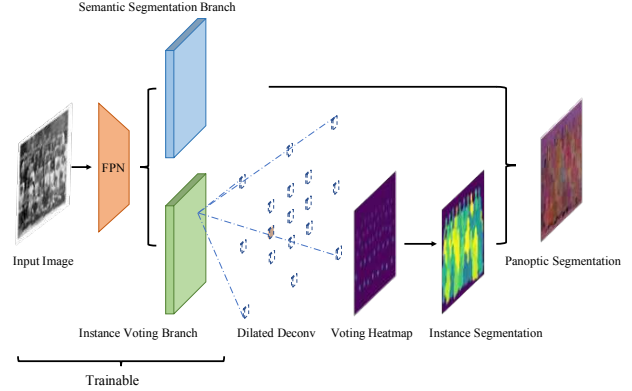 Semantic Segmentation Branch
FPN
Input Image
Panoptic Segmentation
Instance Voting Branch
Dilated Deconv
Voting Heatmap
Instance Segmentation
Trainable